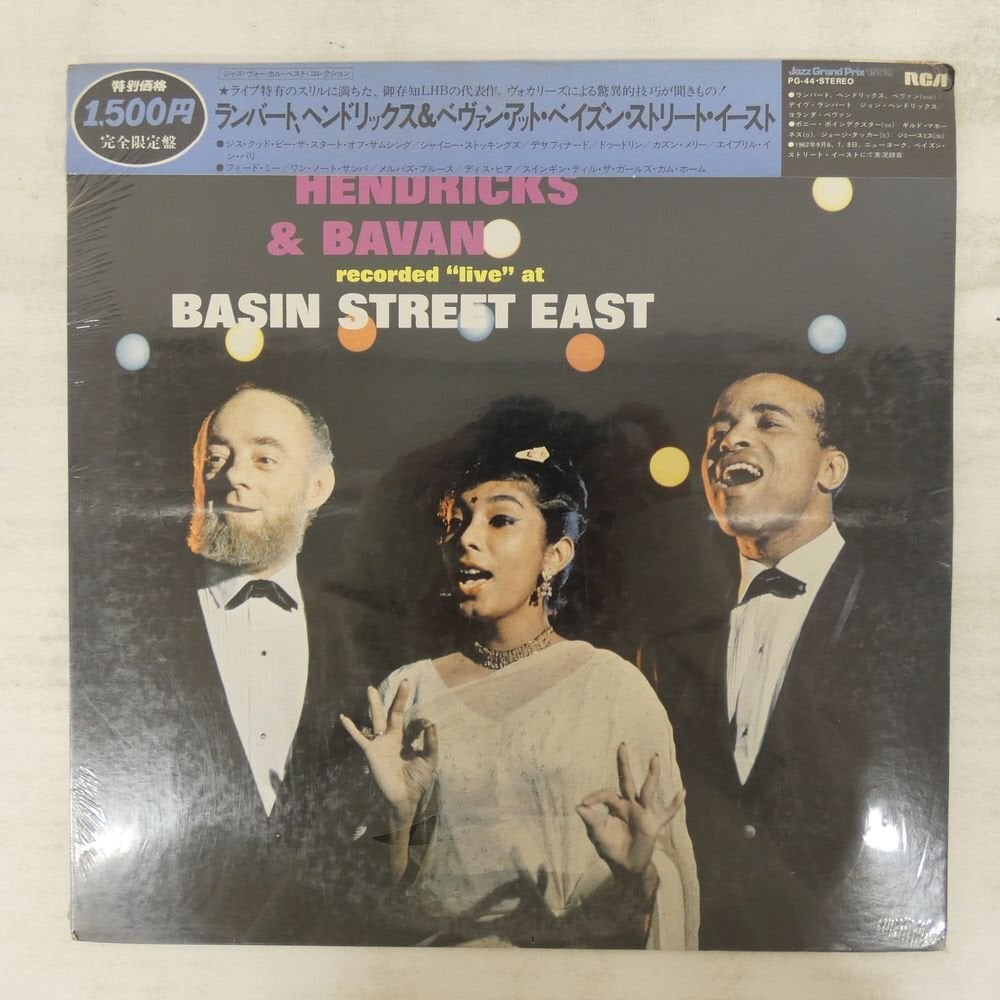 特別価格
1,500円
完全限定盤
ジャズ・ヴォーカル・ベスト・コレクション
★ライブ特有のスリルに満ちた、御存知LHBの代表作。ヴォカリーズによる驚異的技巧が聞きもの!
ランバート、ヘンドリックス&ベヴァン・アット・ベイズン・ストリート・イースト
●ジス・クッド・ビー・ザ・スタート・オブ・サムシング/シャイニー・ストッキングズ/デサフィナード/ドゥードリン/カズン・メリー/エイプリル・イ
ン・パリ
●フィード・ミー/ワン・ノート・サンバ/メルバズ・ブルース/ディス・ヒア/スインギン・ティル・ザ・ガールズ・カム・ホーム
Jazz Grand Prix 1500
PG-44・STEREO
RCA
●ランバート、ヘンドリックス、ベヴァン(vo):
デイヴ・ランバート/ジョン・ヘンドリックス/
ヨランダ・ベヴァン
●ポニー・ポインデクスター(ss) ギルド・マホー
ネス(p)/ジョージ・タッカー(b)/ジミー・スミス(ds)
●1962年9月6、7、8日、ニューヨーク、ベイズン・
ストリート・イーストにて実況録音
HENDRICKS
& BAVAN
recorded “live” at
BASIN STREET EAST